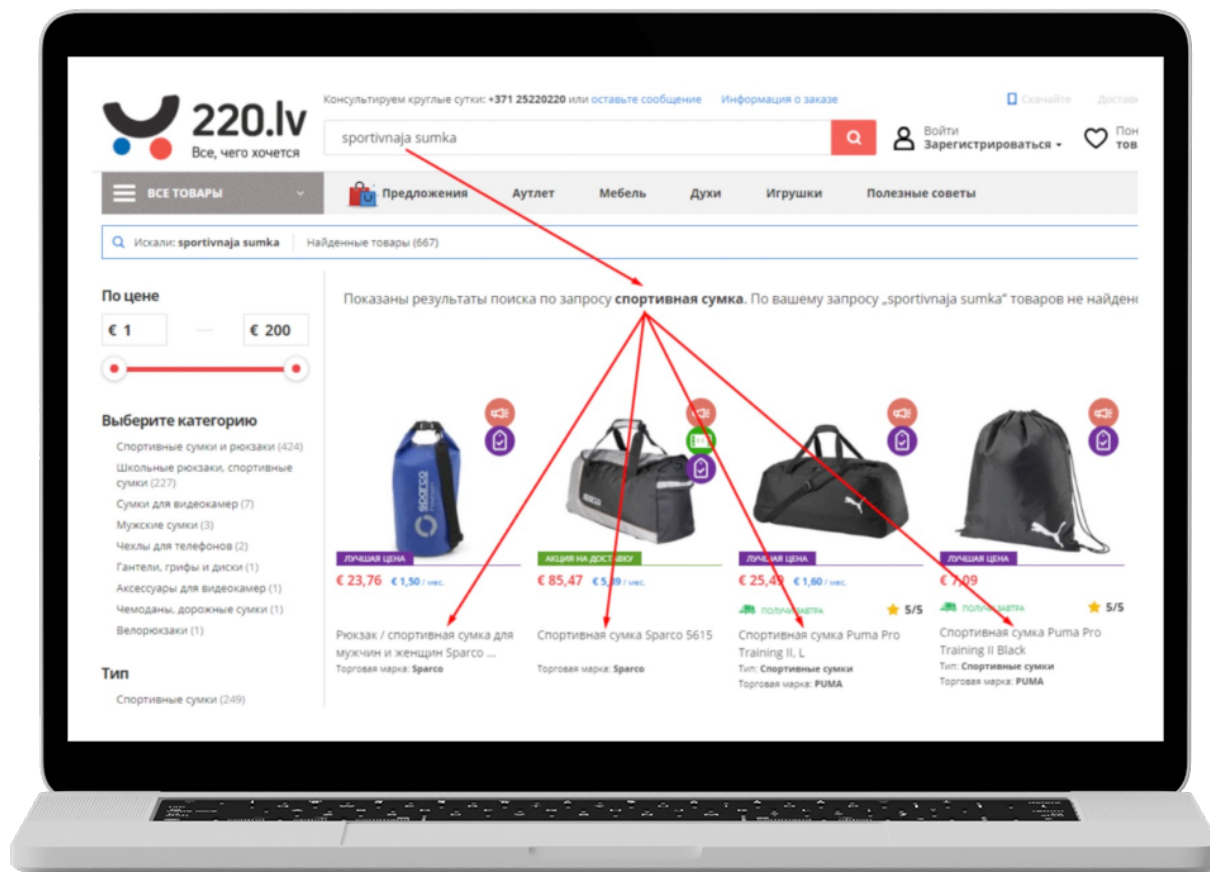 Консультируем круглые сутки: +371 25220220 или оставьте сообщение Информация о заказе Скачайте Достав
220.lv
Все, чего хочется
sportivnaja sumka
Войти
Зарегистрироваться
Пон
тов
ВСЕ ТОВАРЫ
Предложения Аутлет Мебель Духи Игрушки Полезные советы
Искали: sportivnaja sumka Найденные товары (667)
По цене
€ 1 — € 200
Показаны результаты поиска по запросу спортивная сумка. По вашему запросу „sportivnaja sumka“ товаров не найдено
Выберите категорию
Спортивные сумки и рюкзаки (424)
Школьные рюкзаки, спортивные
сумки (227)
Сумки для видеокамер (7)
Мужские сумки (3)
Чехлы для телефонов (2)
Гантели, грифы и диски (1)
Аксессуары для видеокамер (1)
Чемоданы, дорожные сумки (1)
Велорюкзаки (1)
Тип
Спортивные сумки (249)
sparco
ЛУЧШАЯ ЦЕНА
€ 23,76 € 1,50 / мес.
Рюкзак / спортивная сумка для
мужчин и женщин Sparco ...
Торговая марка: Sparco
АКЦИЯ НА ДОСТАВКУ
€ 85,47 / мес.
Спортивная сумка Sparco S615
Торговая марка: Sparco
ЛУЧШАЯ ЦЕНА
€ 25,49 € 1,60 / мес.
ПОЛУЧИ ЗАВТРА 5/5
Спортивная сумка Puma Pro
Training II, L
Тип: Спортивные сумки
Торговая марка: PUMA
ЛУЧШАЯ ЦЕНА
€ 7,09
ПОЛУЧИ ЗАВТРА 5/5
Спортивная сумка Puma Pro
Training II Black
Тип: Спортивные сумки
Торговая марка: PUMA